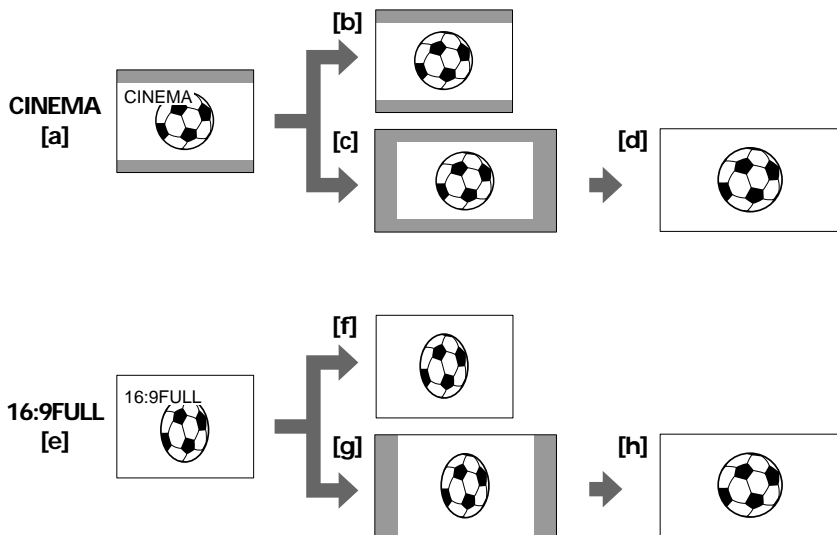 [b]
CINEMA
CINEMA
[a]
[c]
[d]
[f]
16:9FULL
16:9FULL
[e]
[g]
[h]